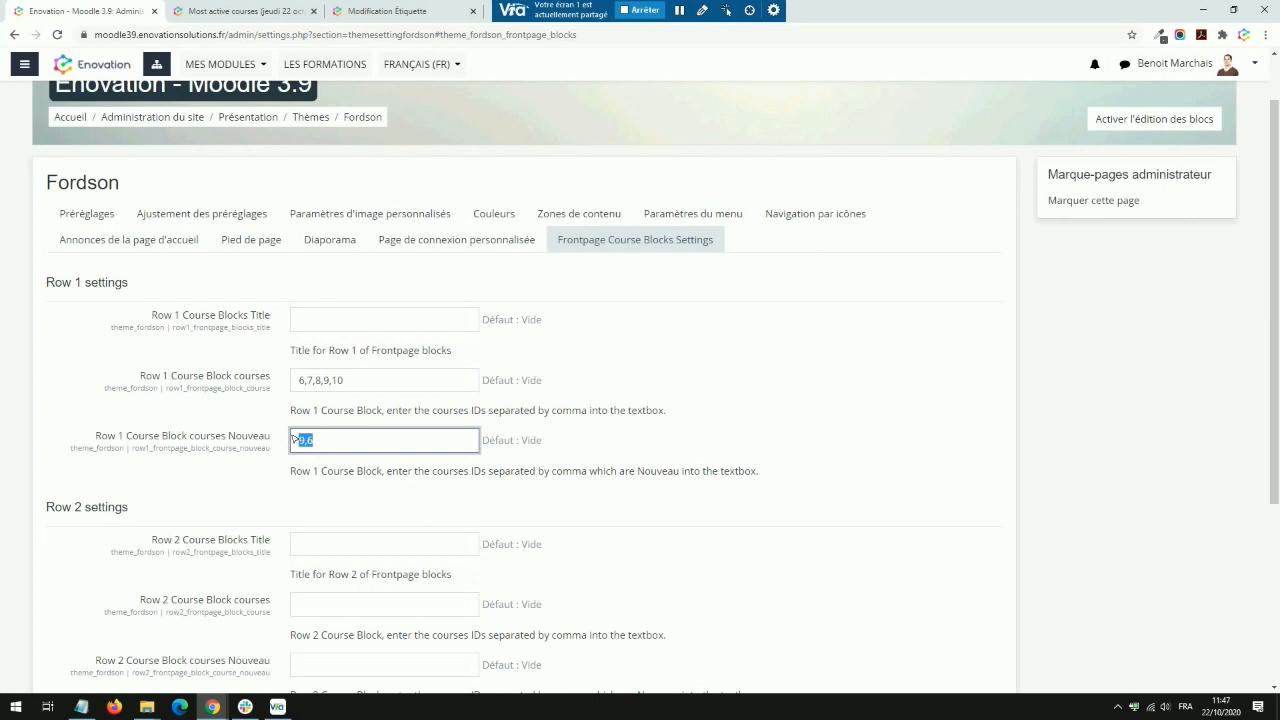 Enovation - Moodle 3.9: Adminis
Most active courses (jeudi 22 oct
Modification Étiquette
Via
Votre écran 1 est
actuellement partagé
Arrêter
moodle39.enovationsolutions.fr/admin/settings.php?section=themesettingfordson#theme_fordson_frontpage_blocks
Enovation
MES MODULES
LES FORMATIONS
FRANÇAIS (FR)
Benoit Marchais
Enovation - Moodle 3.9
Accueil / Administration du site / Présentation / Thèmes / Fordson
Activer l'édition des blocs
Fordson
Marque-pages administrateur
Marquer cette page
Préréglages
Ajustement des préréglages
Paramètres d'image personnalisés
Couleurs
Zones de contenu
Paramètres du menu
Navigation par icônes
Annonces de la page d'accueil
Pied de page
Diaporama
Page de connexion personnalisée
Frontpage Course Blocks Settings
Row 1 settings
Row 1 Course Blocks Title
theme_fordson | row1_frontpage_blocks_title
Défaut : Vide
Title for Row 1 of Frontpage blocks
Row 1 Course Block courses
theme_fordson | row1_frontpage_block_course
6,7,8,9,10
Défaut : Vide
Row 1 Course Block, enter the courses IDs separated by comma into the textbox.
Row 1 Course Block courses Nouveau
theme_fordson | row1_frontpage_block_course_nouveau
9,6
Défaut : Vide
Row 1 Course Block, enter the courses IDs separated by comma which are Nouveau into the textbox.
Row 2 settings
Row 2 Course Blocks Title
theme_fordson | row2_frontpage_blocks_title
Défaut : Vide
Title for Row 2 of Frontpage blocks
Row 2 Course Block courses
theme_fordson | row2_frontpage_block_course
Défaut : Vide
Row 2 Course Block, enter the courses IDs separated by comma into the textbox.
Row 2 Course Block courses Nouveau
theme_fordson | row2_frontpage_block_course_nouveau
Défaut : Vide
FRA
11:47
22/10/2020